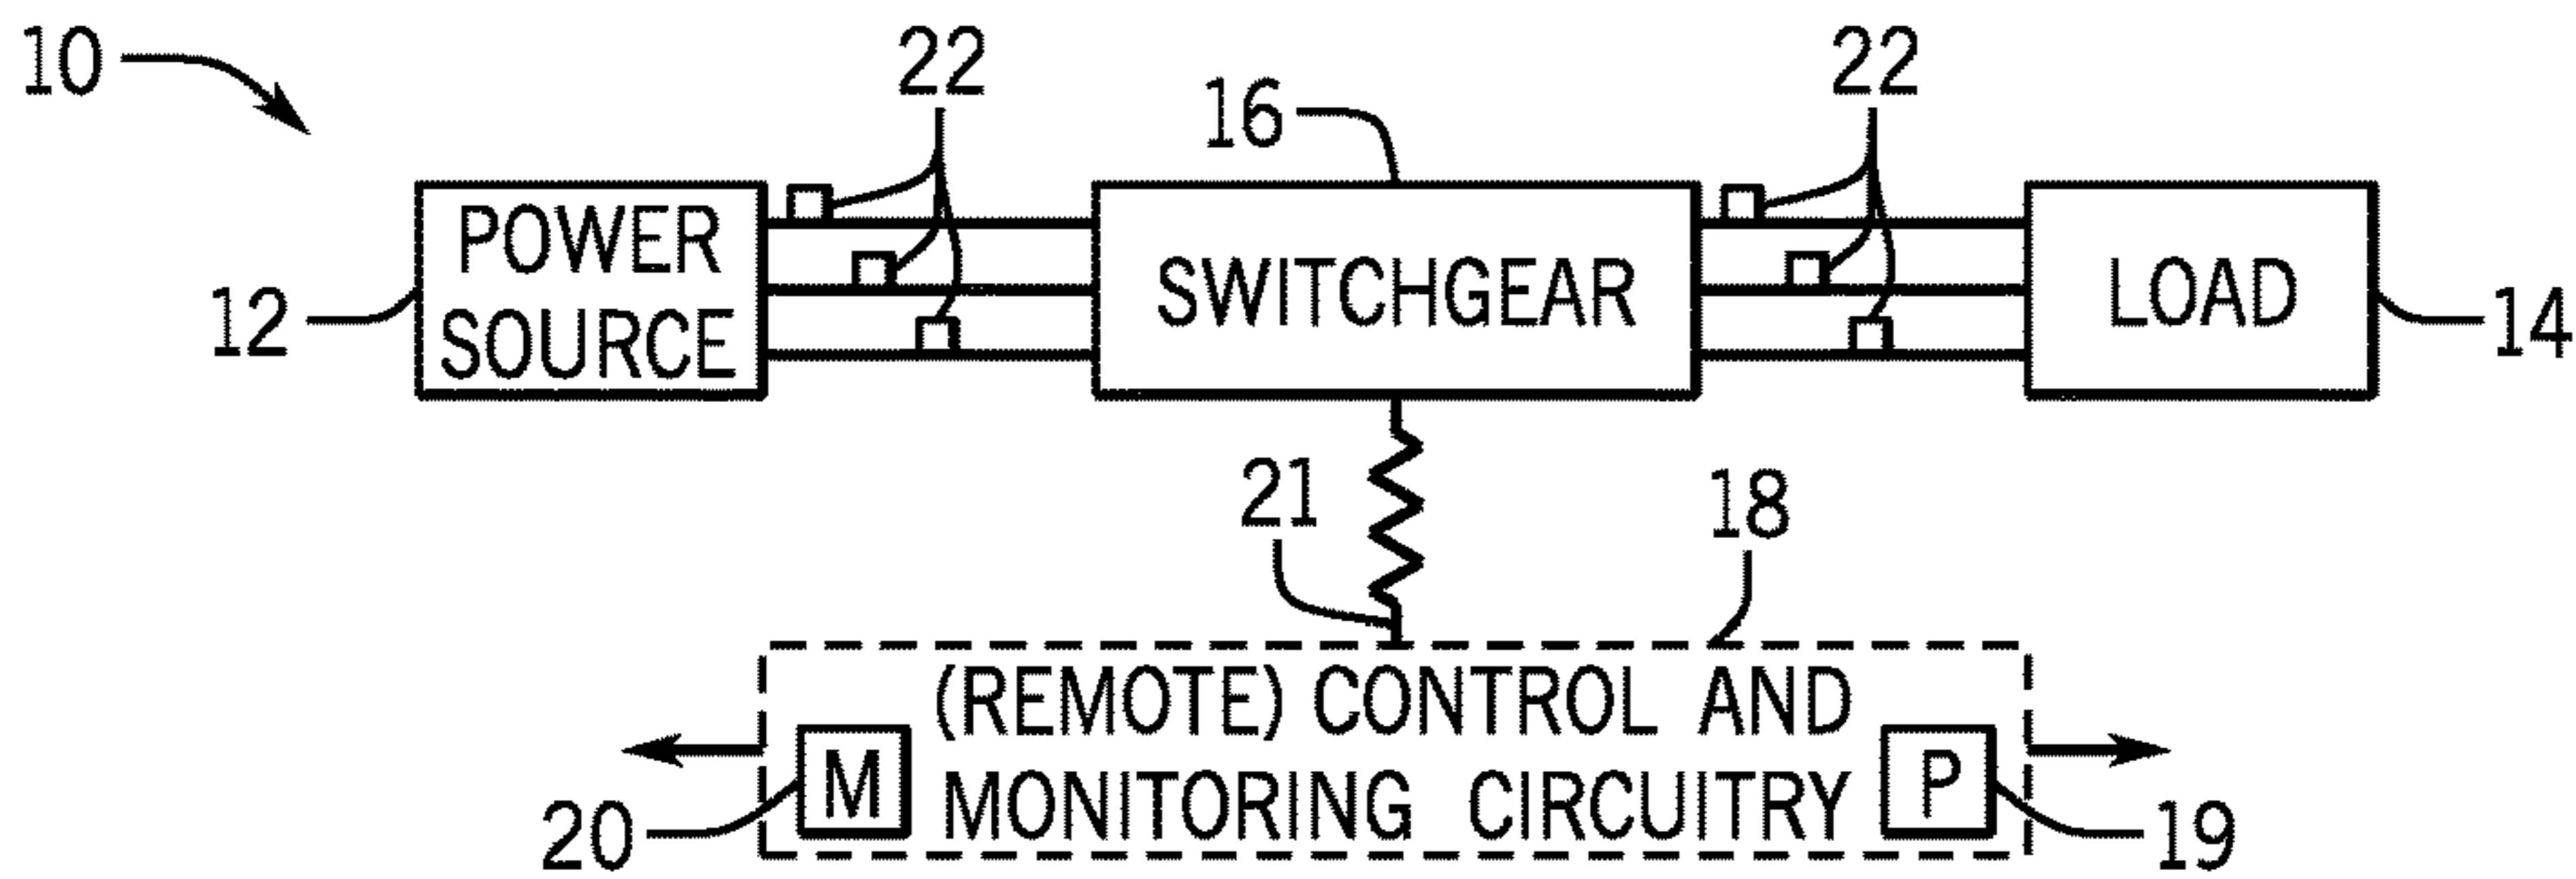 10
22
22
16
POWER
SOURCE
SWITCHGEAR
LOAD
12
14
21
18
(REMOTE) CONTROL AND
MONITORING CIRCUITRY
M
P
20
19